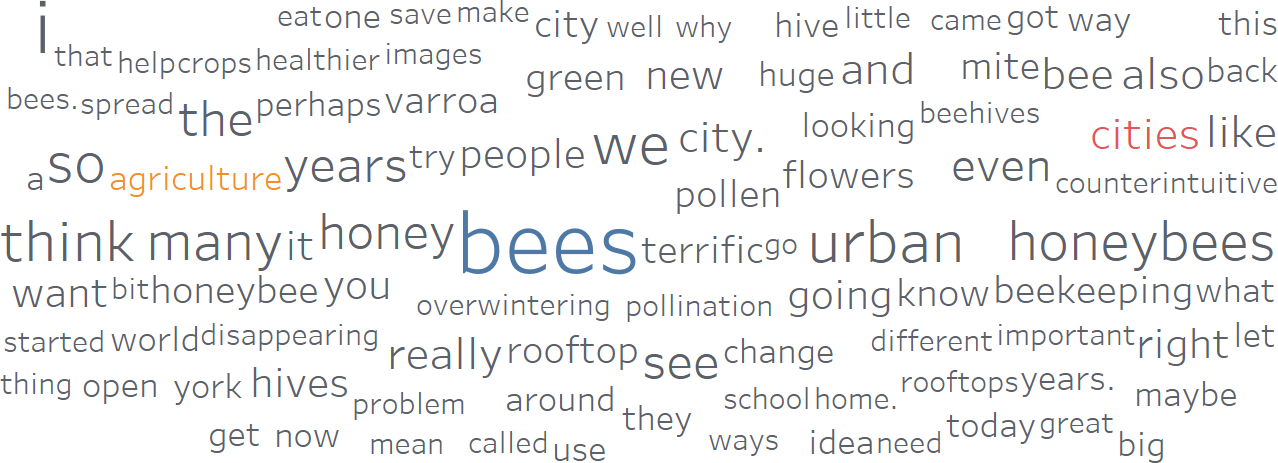 i eat one save make city well why hive little came got way this
that help crops healthier images green new huge and mite bee also back
bees. spread the perhaps varroa looking beehives cities like
a so agriculture years try people we city. pollen flowers even counterintuitive
think many it honey bees terrific go urban honeybees
want bit honeybee you overwintering pollination going know beekeeping what
started world disappearing really rooftop see change different important right let
thing open york hives problem around they school home. rooftops years. maybe
get now mean called use ways idea need today great big